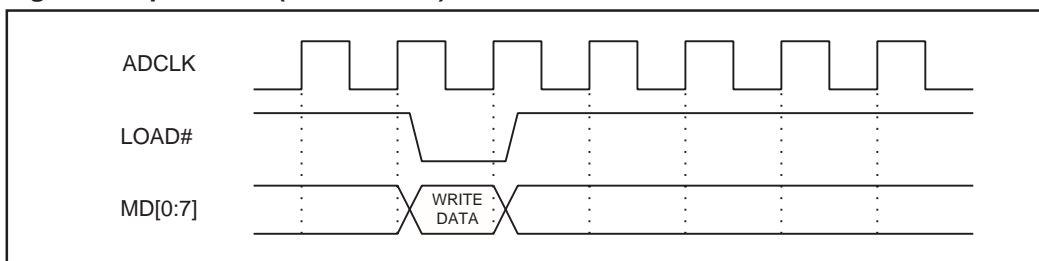 ADCLK
LOAD#
MD[0:7]
WRITE
DATA